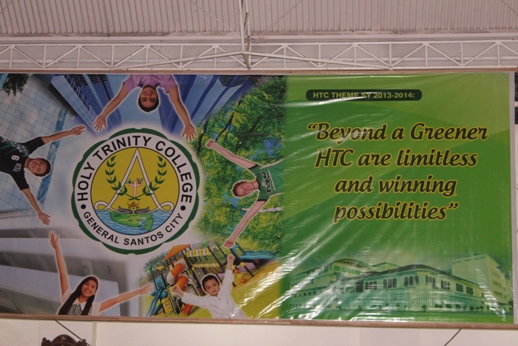 HOLY TRINITY COLLEGE
GENERAL SANTOS CITY
HTC THEME SY 2013-2014:
"Beyond a Greener
HTC are limitless
and winning
possibilities"